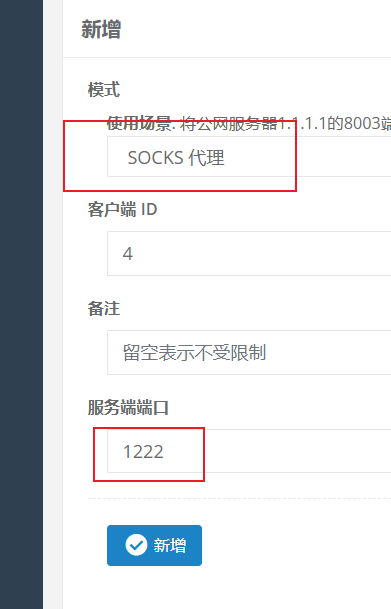 新增
模式
使用场景: 将公网服务器1.1.1.1的8003端
SOCKS 代理
客户端 ID
4
备注
留空表示不受限制
服务端端口
1222
新增